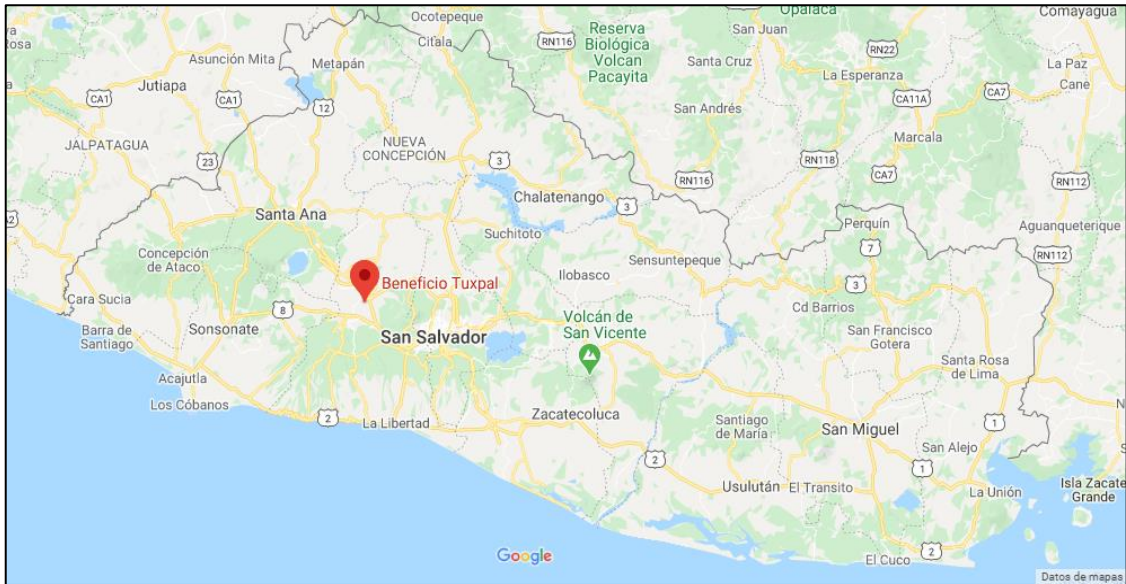 Ocotepeque
Citala
Opalaca
Comayagua
Rosa
RN116
Reserva
Biológica
Volcan
Pacayita
San Juan
RN22
Asunción Mita
Metapán
Santa Cruz
La Esperanza
La Paz
Cane
Jutiapa
CA1
CA1
12
CA11A
CA7
San Andrés
Marcala
JALPATAGUA
NUEVA
CONCEPCIÓN
23
3
RN118
RN116
CA7
RN112
Chalatenango
3
Santa Ana
Perquín
Aguanqueterique
Suchitoto
7
RN112
Concepción
de Ataco
Sensuntepeque
Ilobasco
3
Beneficio Tuxpal
Cara Sucia
8
Cd Barrios
Barra de
Santiago
Sonsonate
San Salvador
Volcán de
San Vicente
San Francisco
Gotera
Santa Rosa
de Lima
Acajutla
Los Cóbanos
2
La Libertad
Zacatecoluca
Santiago
de María
San Miguel
1
San Alejo
2
1
Usulután
El Transito
La Unión
Isla Zacate
Grande
Google
El Cuco
2
Datos de mapas